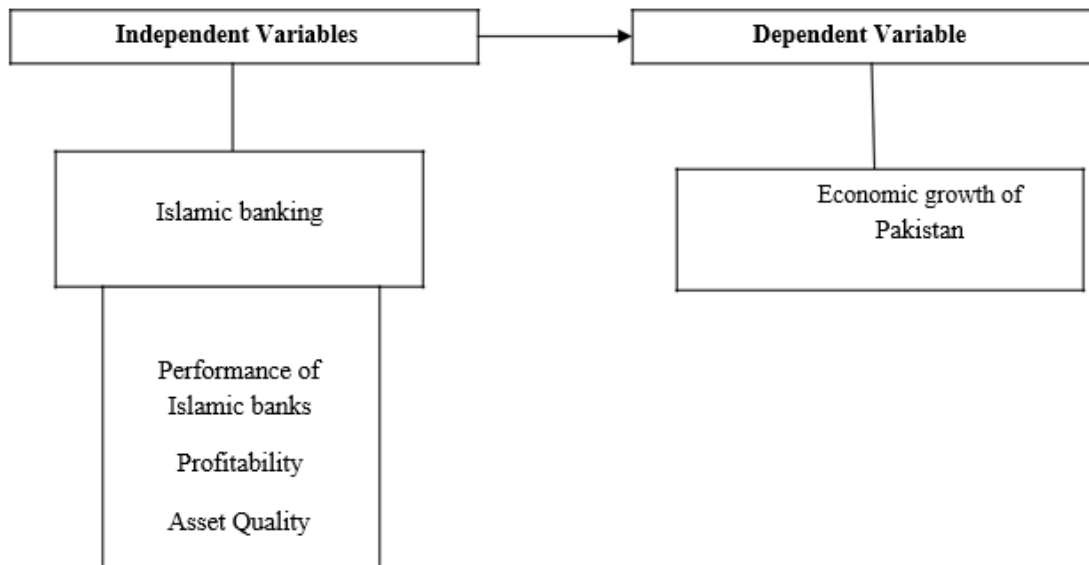 Independent Variables
Dependent Variable
Islamic banking
Economic growth of
Pakistan
Performance of
Islamic banks
Profitability
Asset Quality